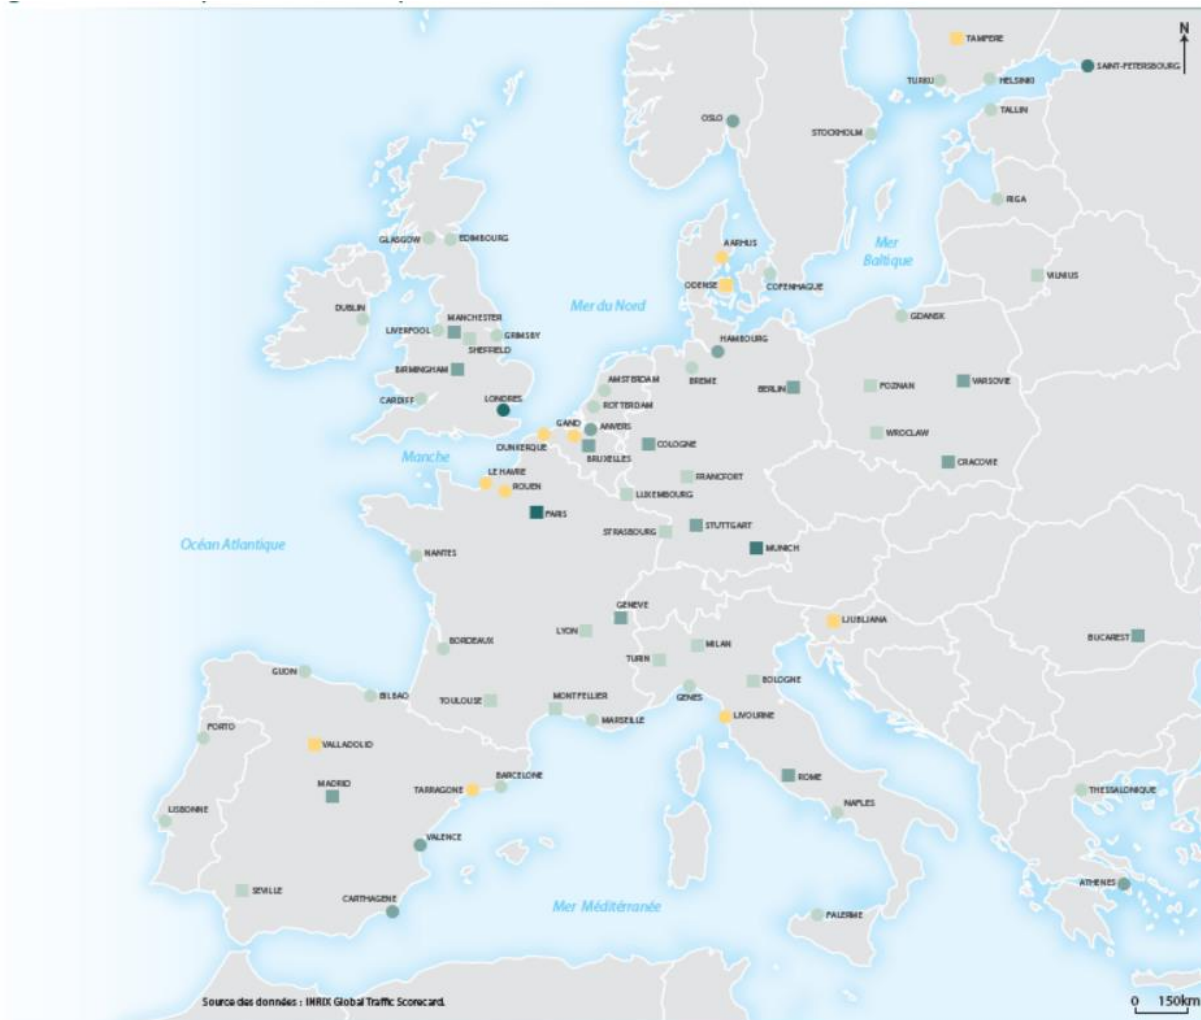 N
TAMPERE
SAINT-PETERSBOURG
TURKU
HELSINKI
TALLIN
OSLO
STOCKHOLM
RIGA
GLASGOW
EDIMBOURG
AARHUS
Mer
Baltique
ODENSE
COPENHAGUE
VILNIUS
DUBLIN
Mer du Nord
MANCHESTER
LIVERPOOL
GRIMSBY
SHEFFIELD
GDANSK
HAMBOURG
BIRMINGHAM
BREME
AMSTERDAM
BERLIN
POZNAN
VARSOVIE
CARDIFF
LONDRES
ROTTERDAM
GAND
ANVERS
DUNKERQUE
BRUXELLES
COLOGNE
WROCLAW
Manche
CRACOVIE
LE HAVRE
ROUEN
FRANCFORT
LUXEMBOURG
PARIS
STRASBOURG
STUTTGART
Océan Atlantique
MUNICH
NANTES
GENEVE
LJUBLJANA
LYON
BORDEAUX
MILAN
BUCAREST
TURIN
GIJON
BOLOGNE
BILBAO
TOULOUSE
MONTPELLIER
GENES
MARSEILLE
LIVOURNE
PORTO
VALLADOLID
MADRID
TARRAGONE
BARCELONE
ROME
THESSALONIQUE
LISBONNE
NAPLES
VALENCE
SEVILLE
CARTHAGENE
Mer Méditérranée
ATHENES
PALERME
Source des données : INRIX Global Traffic Scorecard.
0 150km